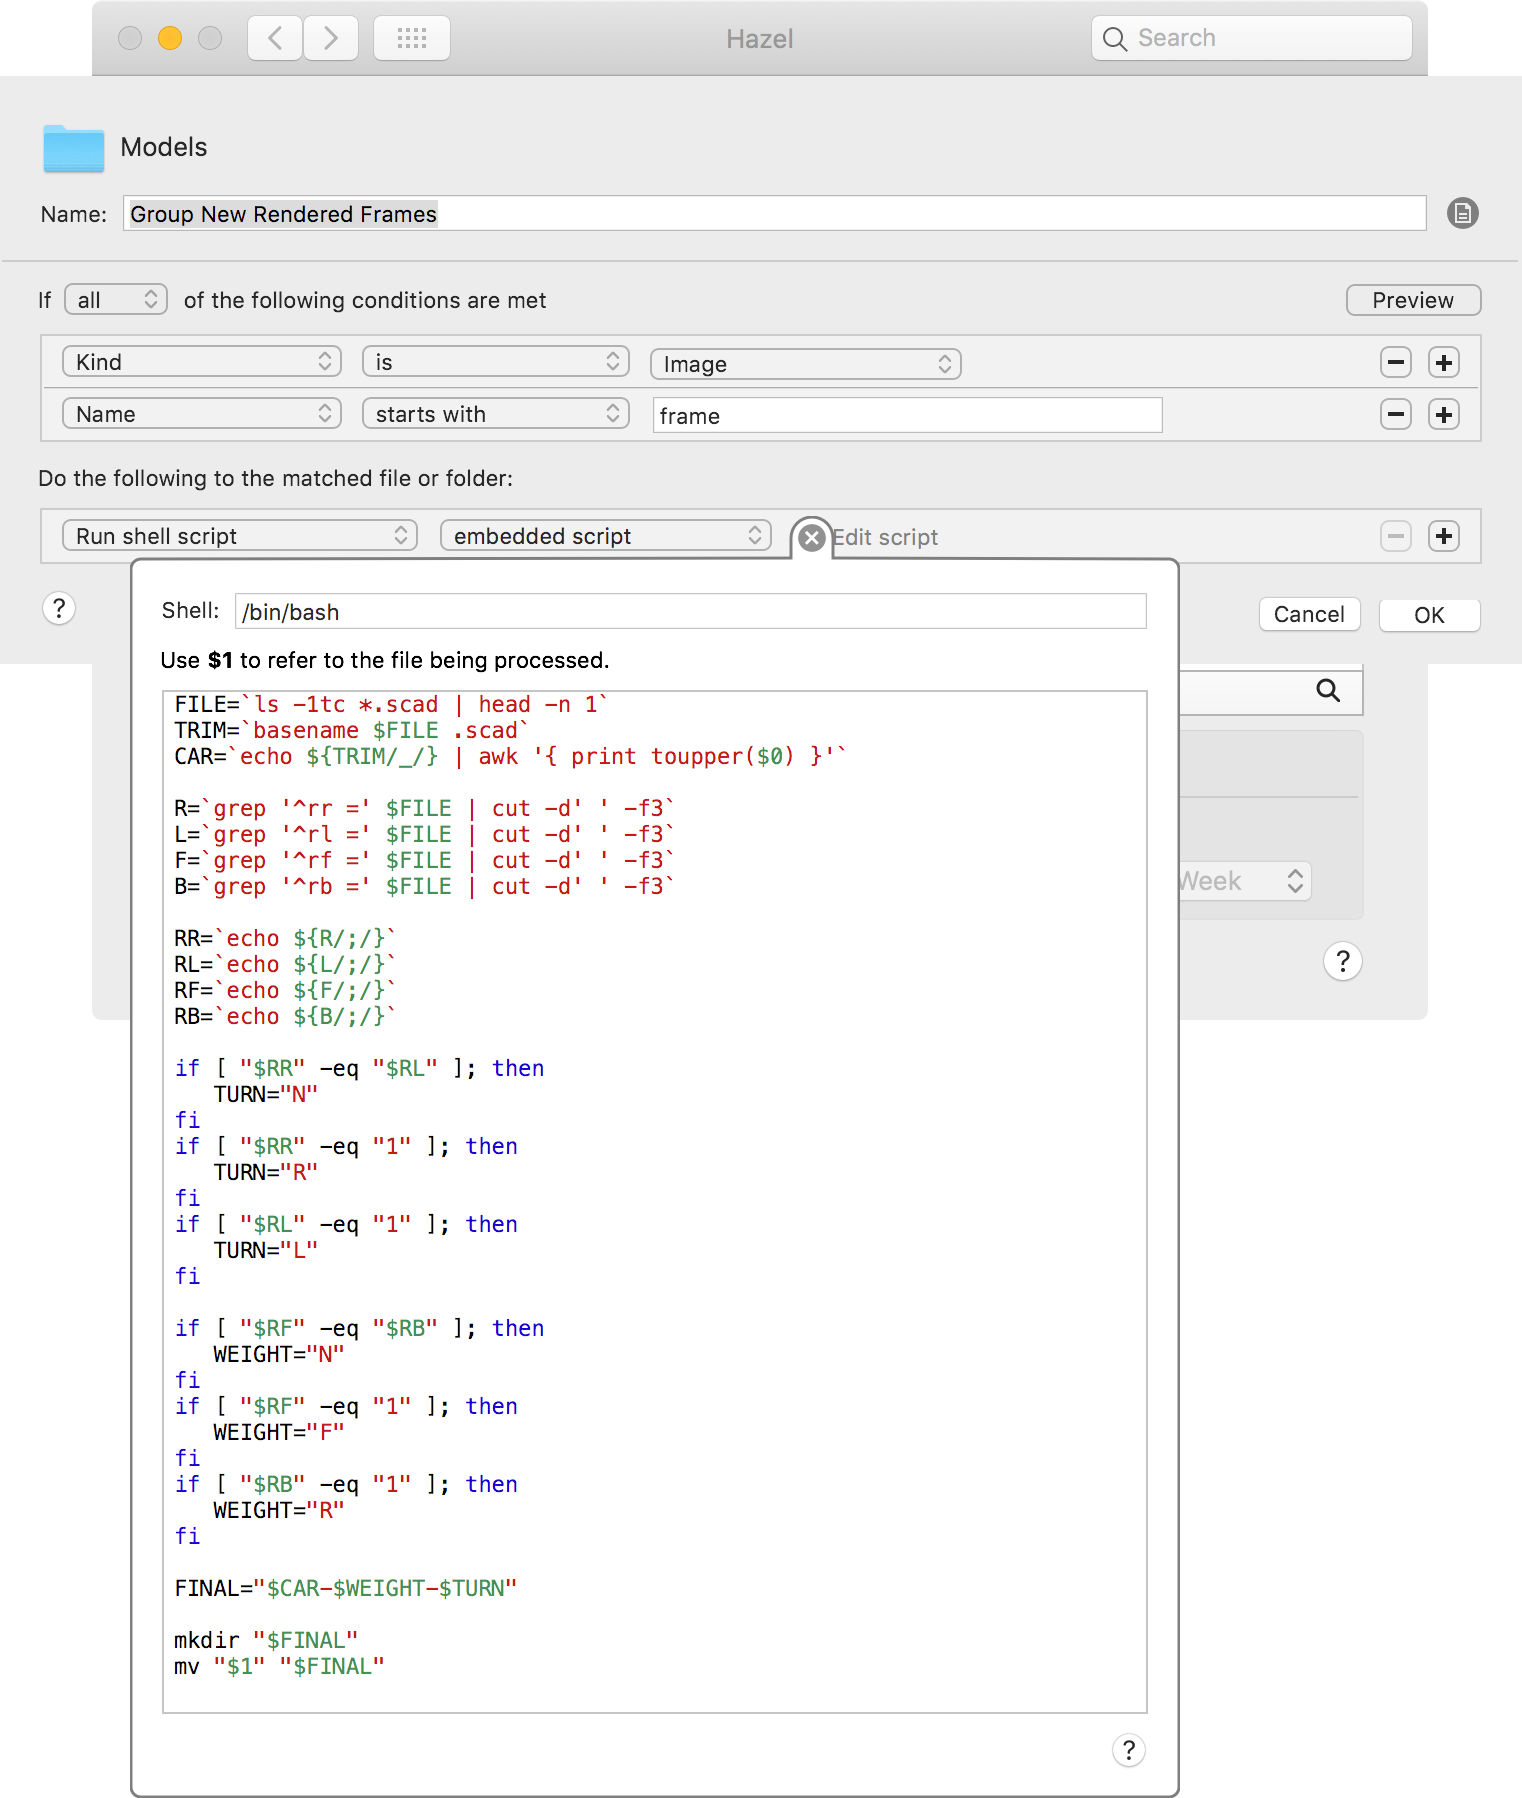 Hazel
Search
Models
Name: Group New Rendered Frames
If all of the following conditions are met Preview
Kind is Image
Name starts with frame
Do the following to the matched file or folder:
Run shell script embedded script Edit script
? Cancel OK
Shell: /bin/bash
Use $1 to refer to the file being processed.
FILE=`ls -1tc *.scad | head -n 1`
TRIM=`basename $FILE .scad`
CAR=`echo ${TRIM/_/} | awk '{ print toupper($0) }'`
R=`grep '^rr =' $FILE | cut -d' ' -f3`
L=`grep '^rl =' $FILE | cut -d' ' -f3`
F=`grep '^rf =' $FILE | cut -d' ' -f3`
B=`grep '^rb =' $FILE | cut -d' ' -f3`
RR=`echo ${R/;/}`
RL=`echo ${L/;/}`
RF=`echo ${F/;/}`
RB=`echo ${B/;/}`
if [ "$RR" -eq "$RL" ]; then
TURN="N"
fi
if [ "$RR" -eq "1" ]; then
TURN="R"
fi
if [ "$RL" -eq "1" ]; then
TURN="L"
fi
if [ "$RF" -eq "$RB" ]; then
WEIGHT="N"
fi
if [ "$RF" -eq "1" ]; then
WEIGHT="F"
fi
if [ "$RB" -eq "1" ]; then
WEIGHT="R"
fi
FINAL="$CAR-$WEIGHT-$TURN"
mkdir "$FINAL"
mv "$1" "$FINAL"
?
Week
?